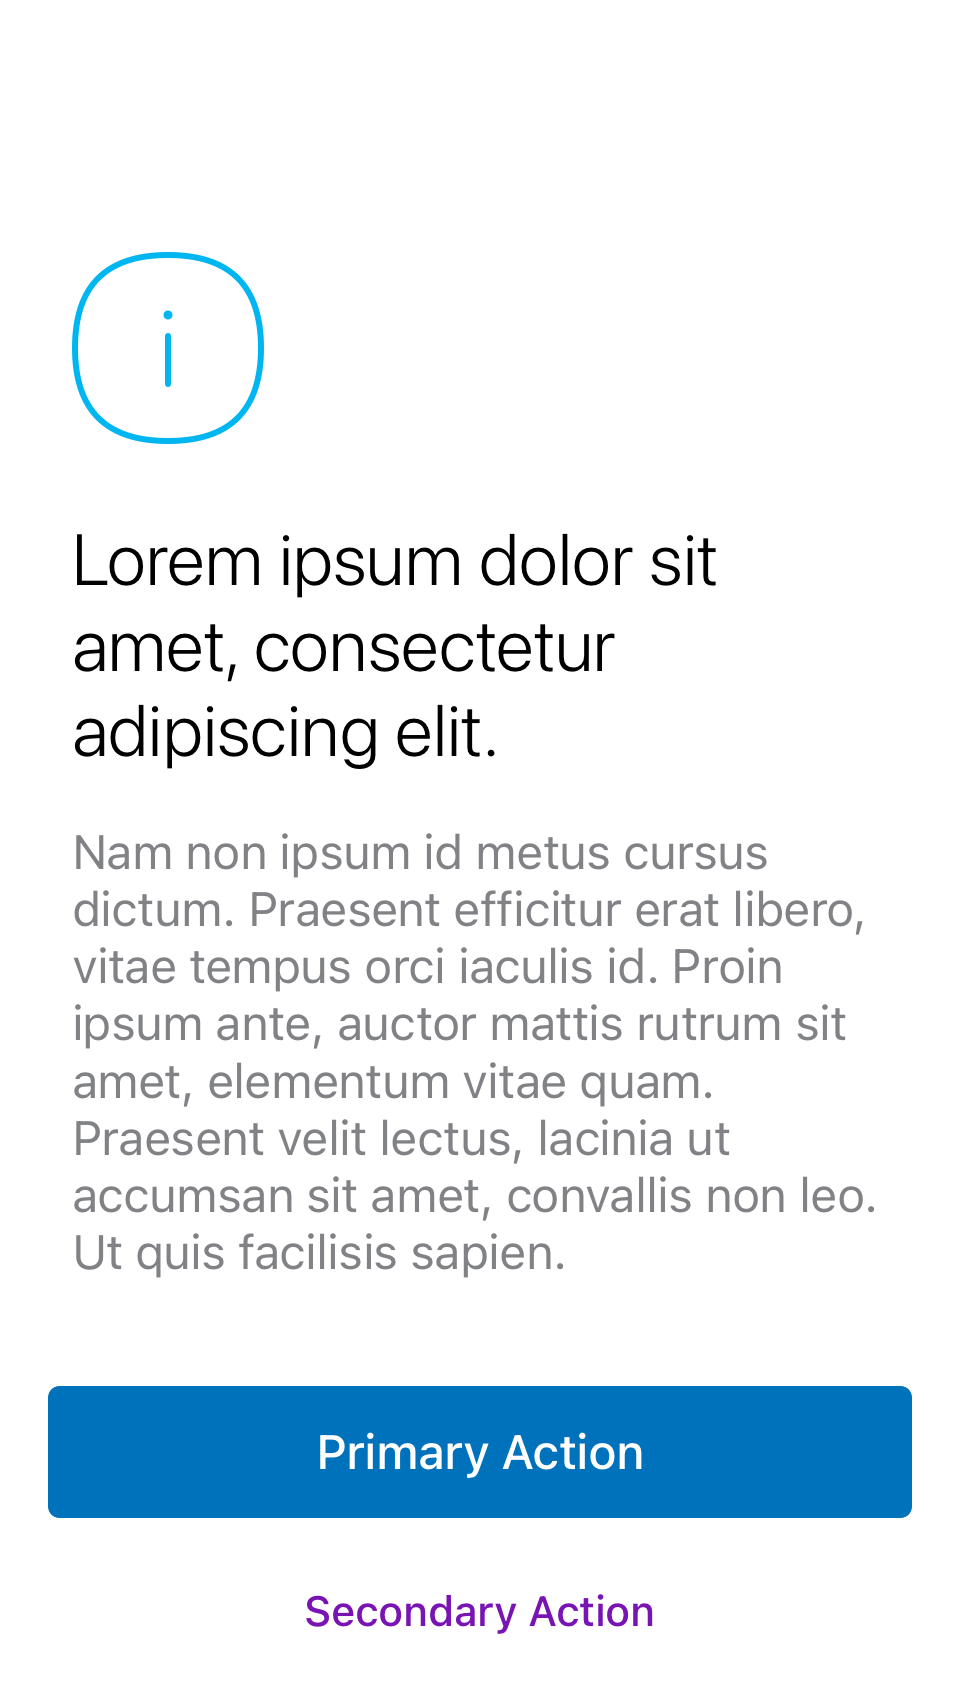 Lorem ipsum dolor sit
amet, consectetur
adipiscing elit.
Nam non ipsum id metus cursus
dictum. Praesent efficitur erat libero,
vitae tempus orci iaculis id. Proin
ipsum ante, auctor mattis rutrum sit
amet, elementum vitae quam.
Praesent velit lectus, lacinia ut
accumsan sit amet, convallis non leo.
Ut quis facilisis sapien.
Primary Action
Secondary Action